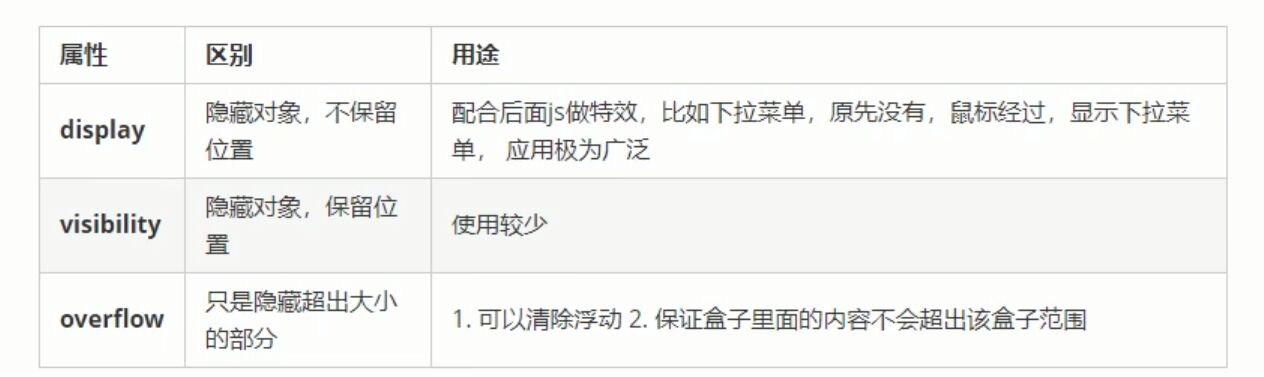 属性 区别 用途
display 隐藏对象，不保留位置 配合后面js做特效，比如下拉菜单，原先没有，鼠标经过，显示下拉菜单， 应用极为广泛
visibility 隐藏对象，保留位置 使用较少
overflow 只是隐藏超出大小的部分 1. 可以清除浮动 2. 保证盒子里面的内容不会超出该盒子范围